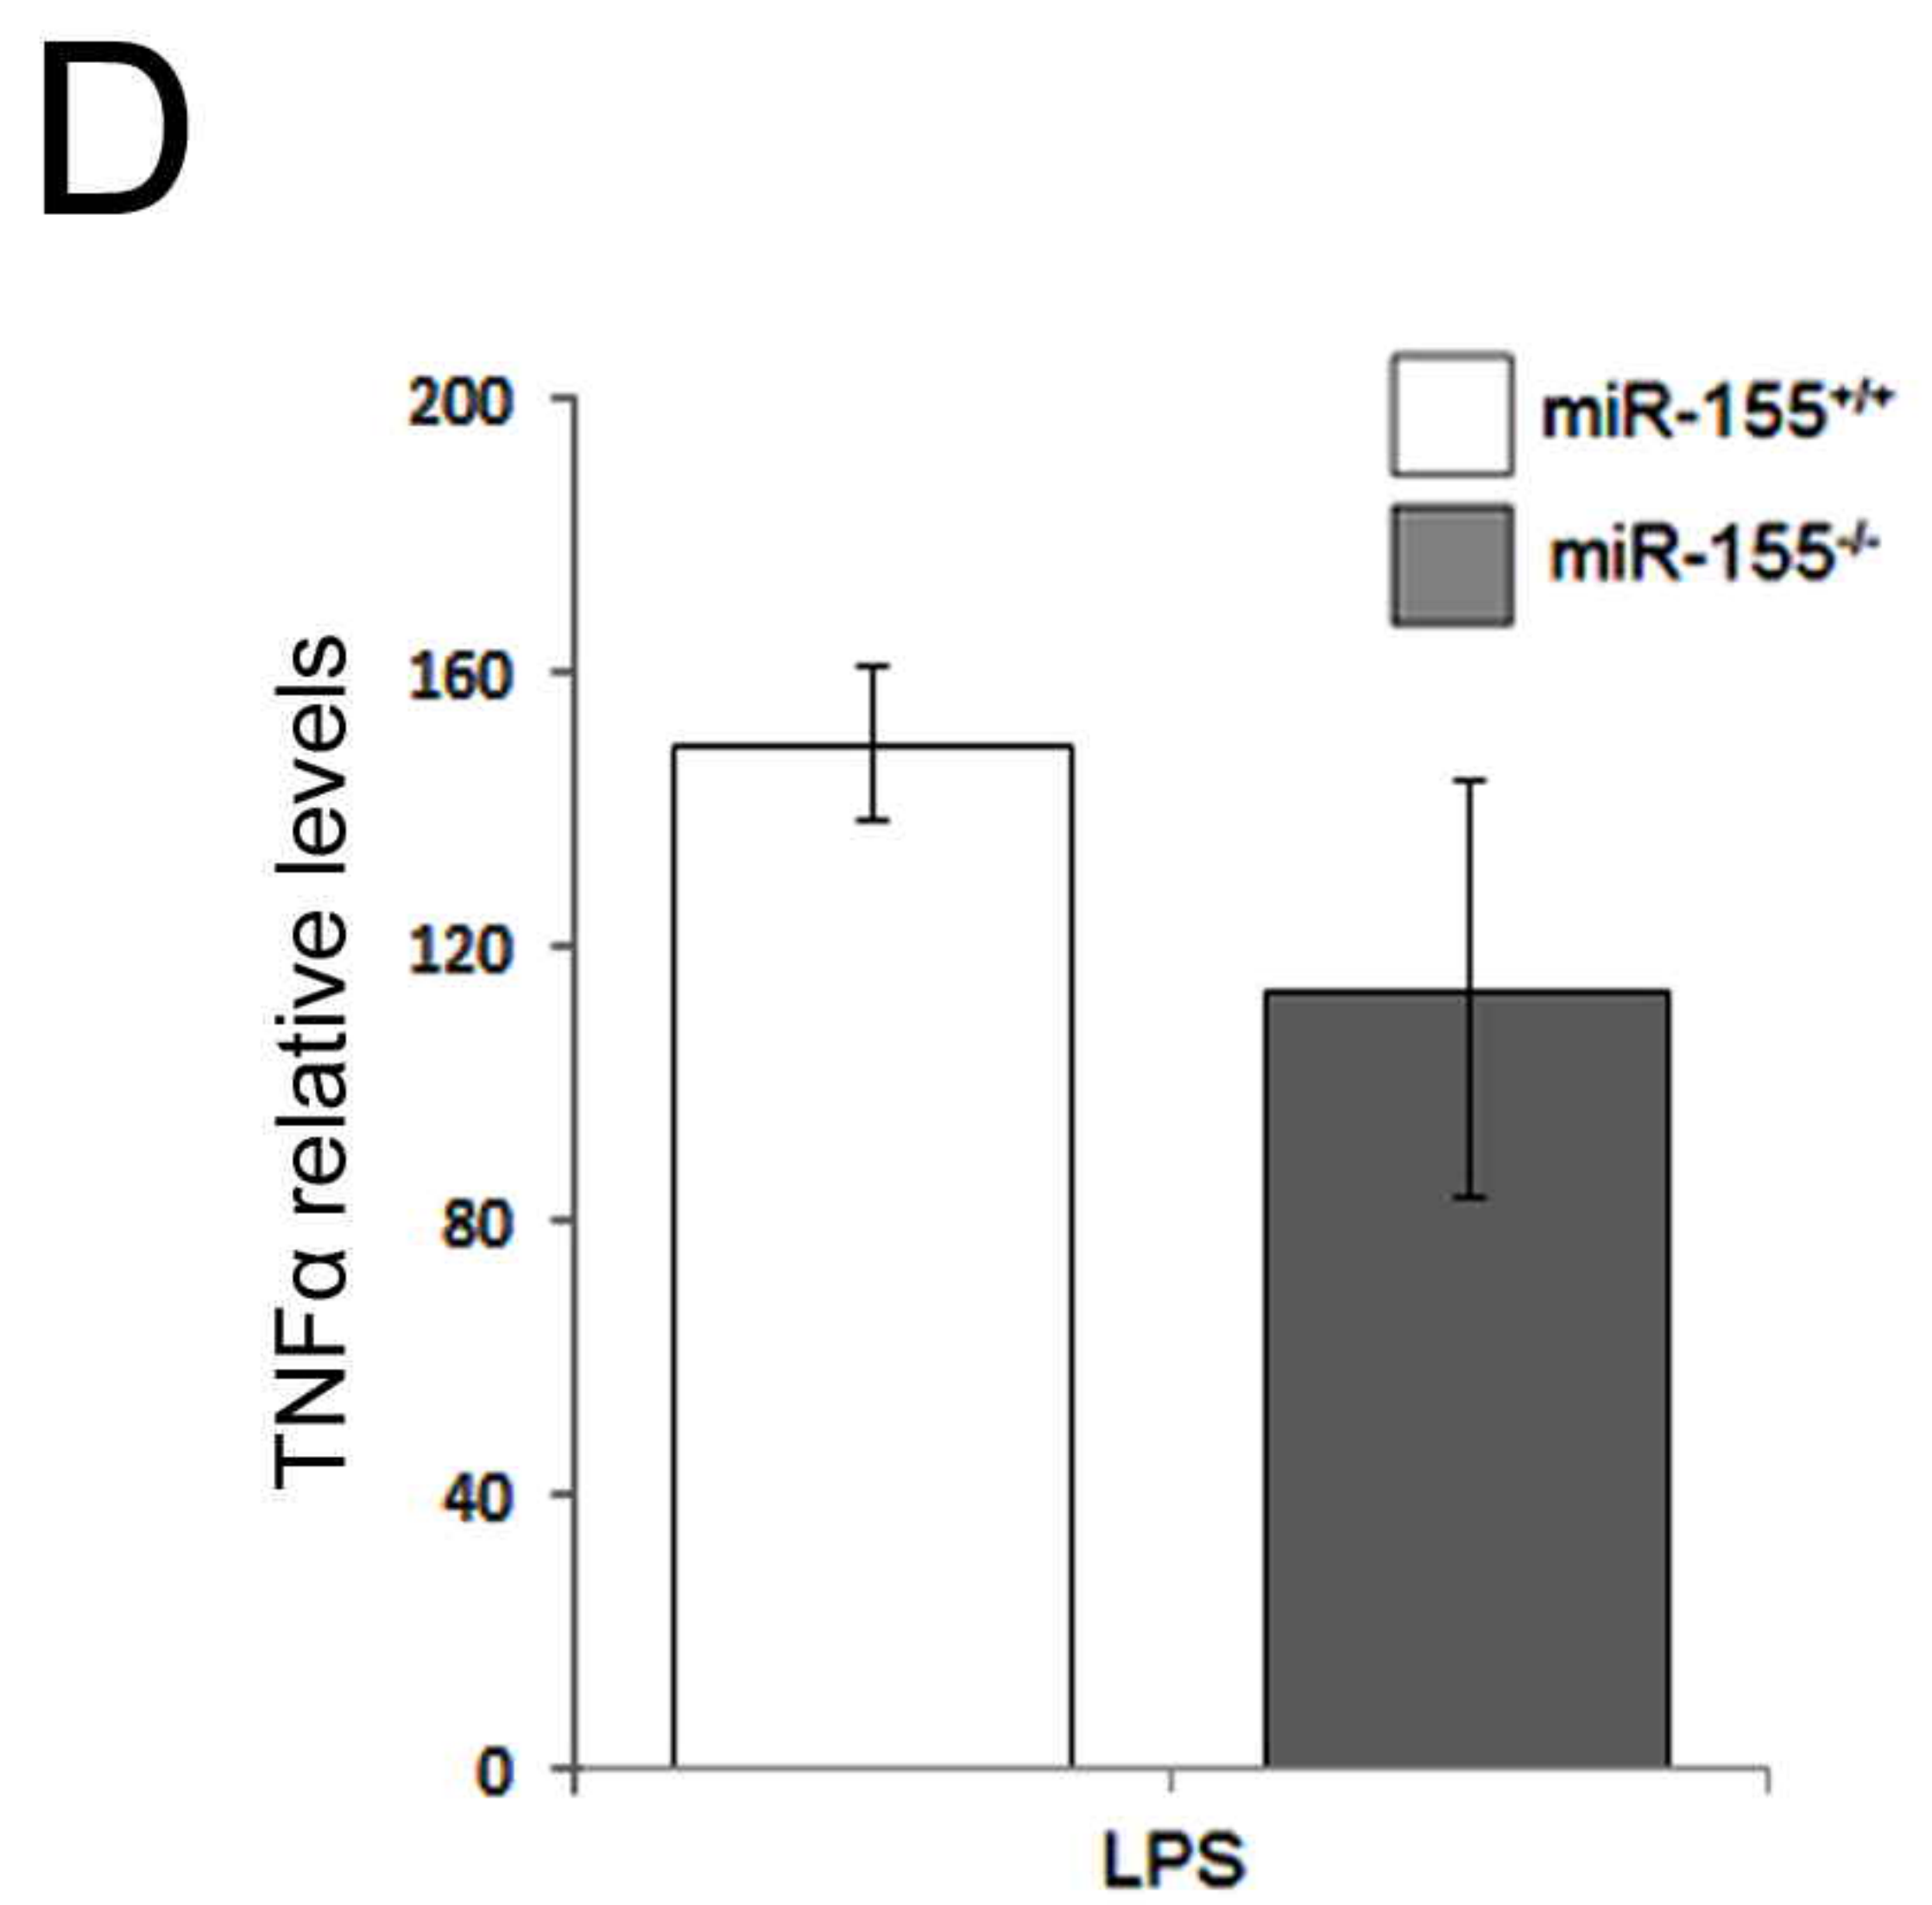 D
200
160
120
80
40
0
TNFα relative levels
miR-155+/+
miR-155-/-
LPS